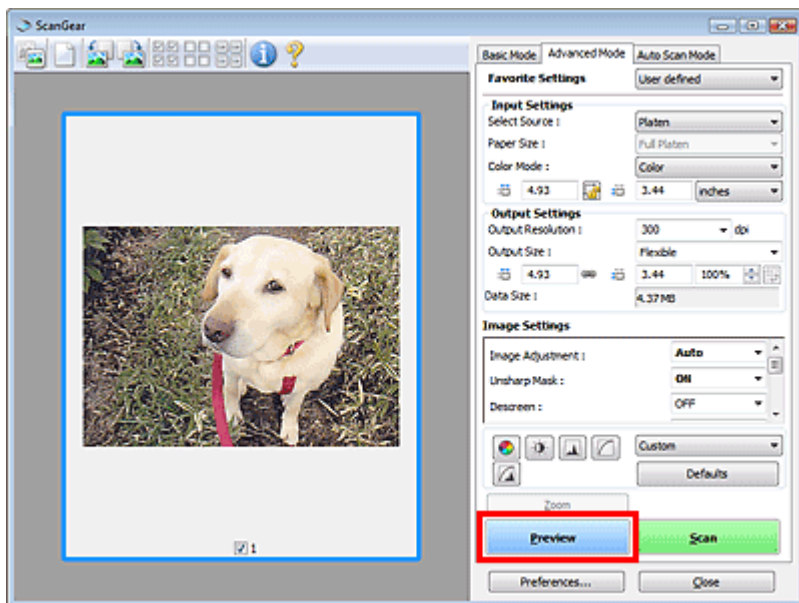 ScanGear
Basic Mode Advanced Mode Auto Scan Mode
Favorite Settings User defined
Input Settings
Select Source : Platen
Paper Size : Full Platen
Color Mode : Color
4.93 3.44 inches
Output Settings
Output Resolution : 300 dpi
Output Size : Flexible
4.93 3.44 100%
Data Size : 4.37 MB
Image Settings
Image Adjustment : Auto
Unsharp Mask : ON
Descreen : OFF
Custom
Defaults
Zoom
Preview Scan
1
Preferences... Close